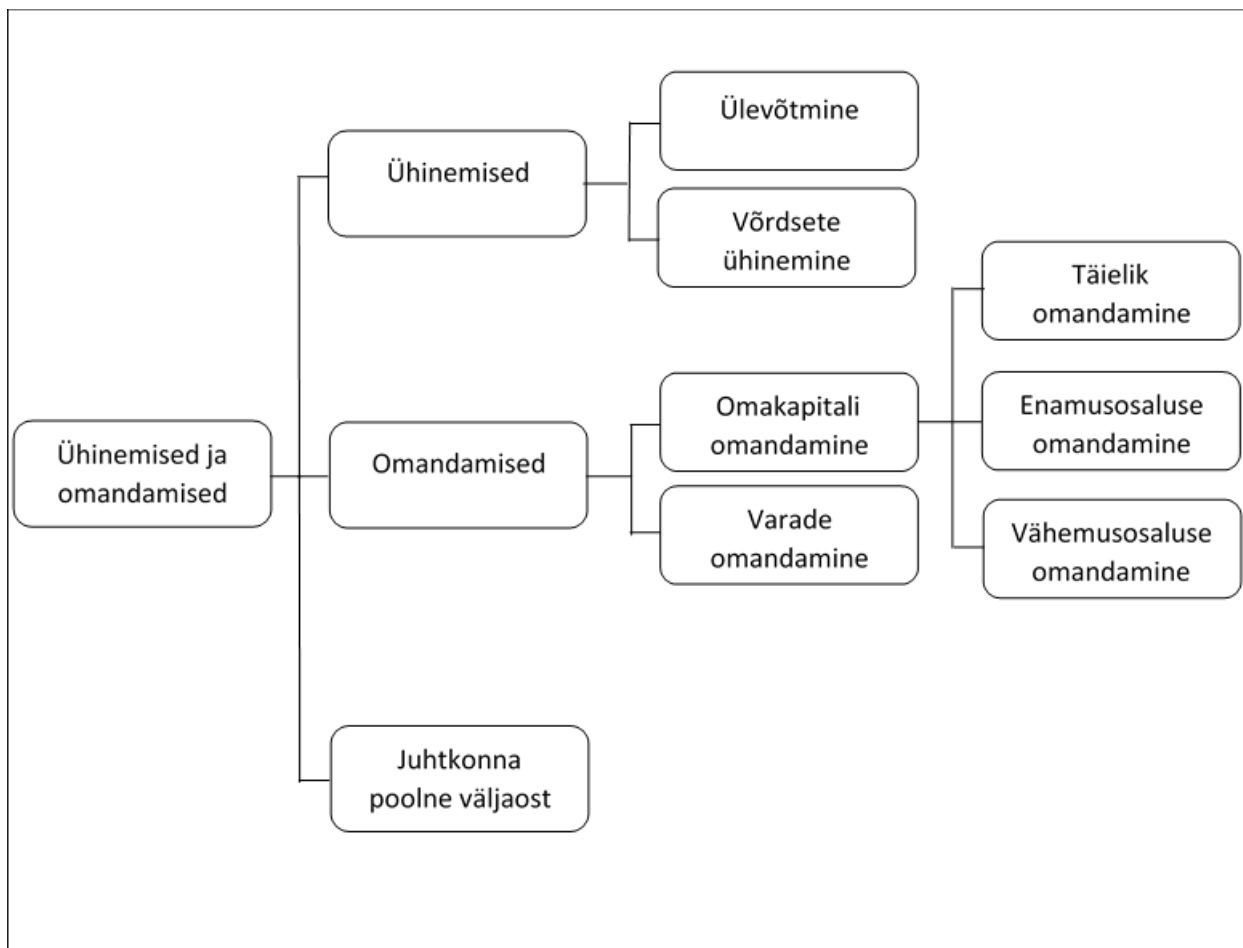 Ülevõtmine
Ühinemised
Võrdsete
ühinemine
Täielik
omandamine
Omakapitali
omandamine
Enamusosaluse
omandamine
Ühinemised ja
omandamised
Omandamised
Varade
omandamine
Vähemusosaluse
omandamine
Juhtkonna
poolne väljaost